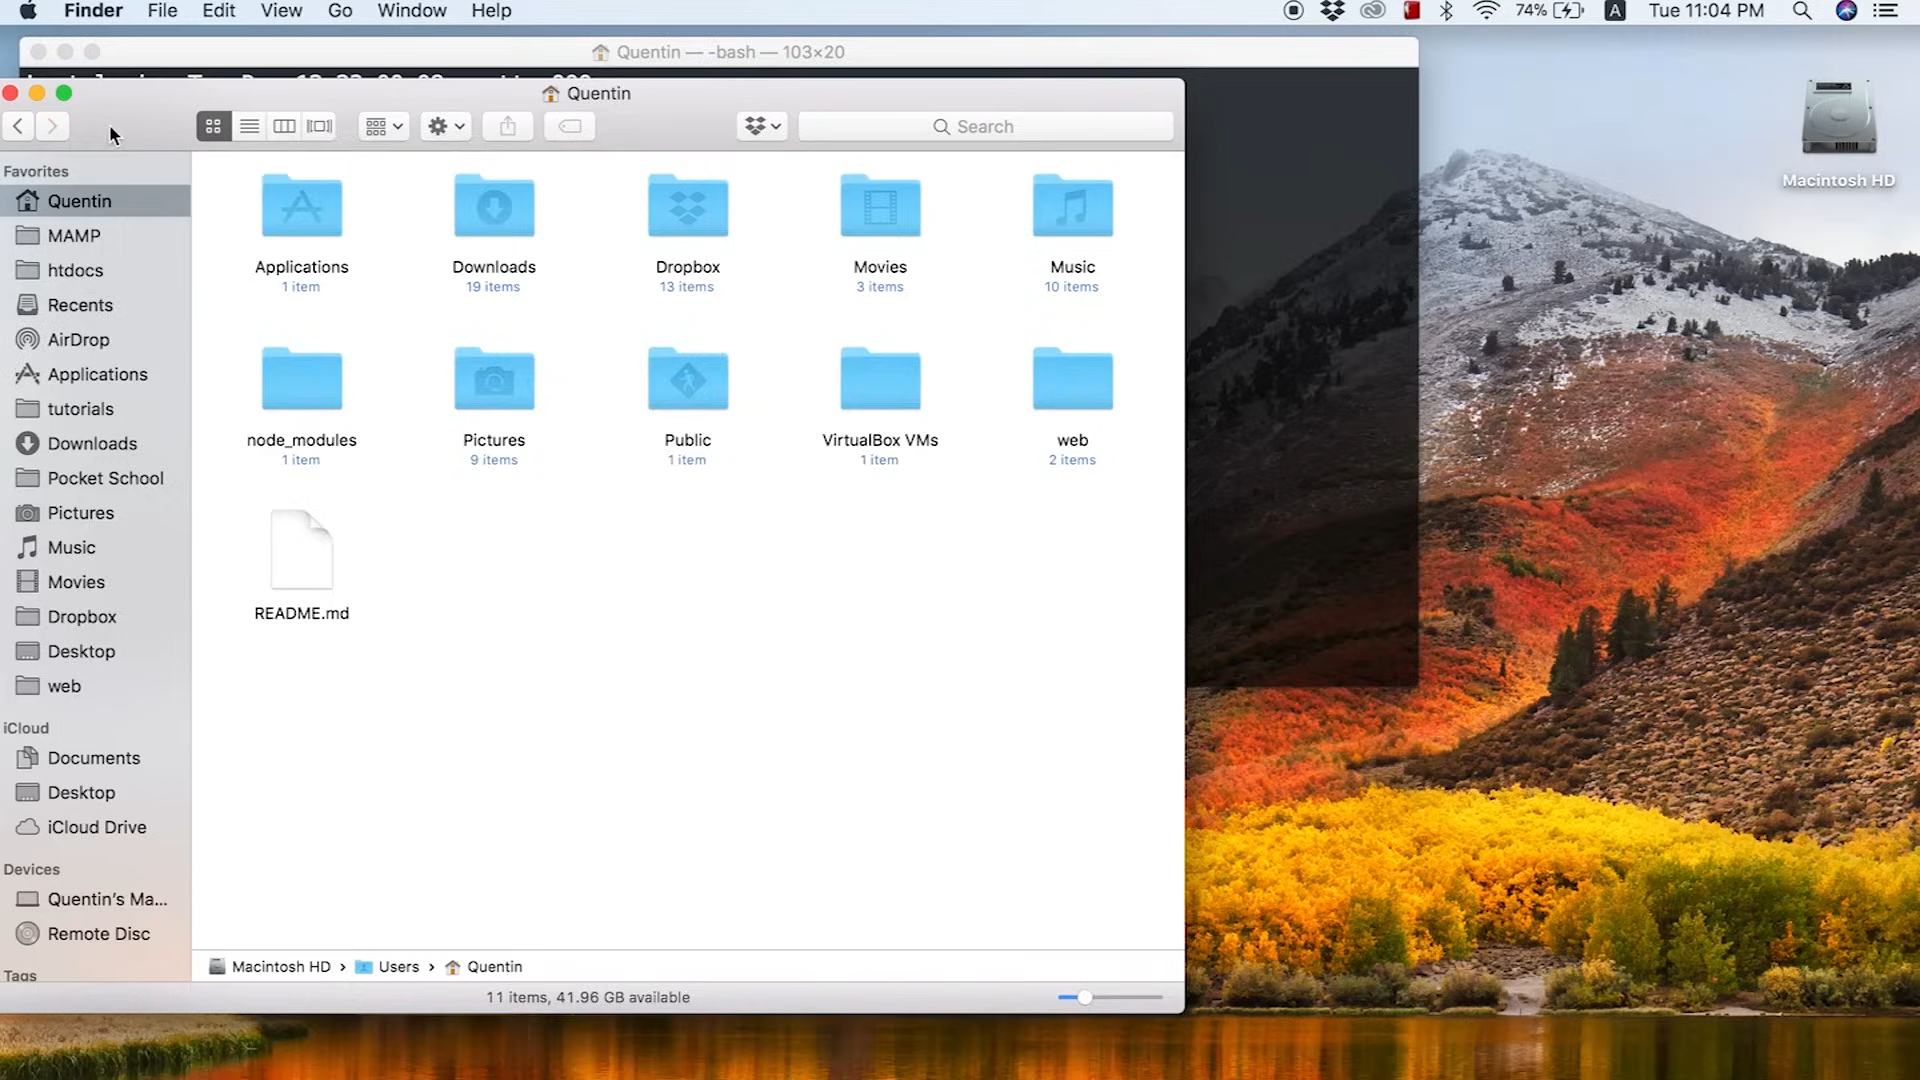 Finder File Edit View Go Window Help 74% A Tue 11:04 PM
Quentin — -bash — 103×20
Quentin
Search
Favorites
Quentin
MAMP
htdocs
Recents
AirDrop
Applications
tutorials
Downloads
Pocket School
Pictures
Music
Movies
Dropbox
Desktop
web
iCloud
Documents
Desktop
iCloud Drive
Devices
Quentin's Ma...
Remote Disc
Tags
Applications Downloads Dropbox Movies Music
1 item 19 items 13 items 3 items 10 items
node_modules Pictures Public VirtualBox VMs web
1 item 9 items 1 item 1 item 2 items
README.md
Macintosh HD › Users › Quentin
11 items, 41.96 GB available
Macintosh HD